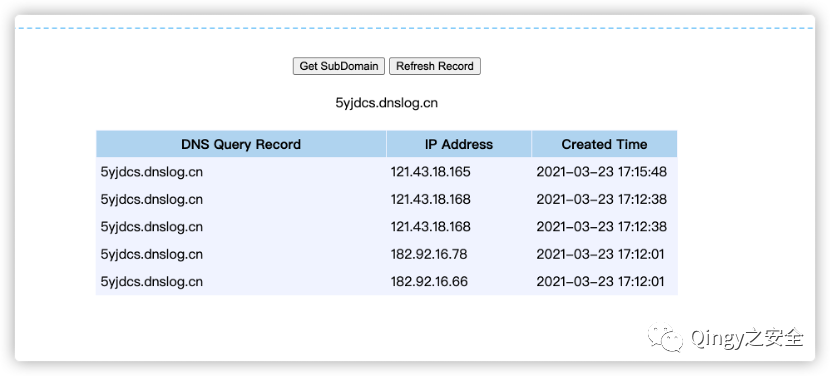 Get SubDomain Refresh Record
5yjdcs.dnslog.cn
DNS Query Record IP Address Created Time
5yjdcs.dnslog.cn 121.43.18.165 2021-03-23 17:15:48
5yjdcs.dnslog.cn 121.43.18.168 2021-03-23 17:12:38
5yjdcs.dnslog.cn 121.43.18.168 2021-03-23 17:12:38
5yjdcs.dnslog.cn 182.92.16.78 2021-03-23 17:12:01
5yjdcs.dnslog.cn 182.92.16.66 2021-03-23 17:12:01
Qingy之安全